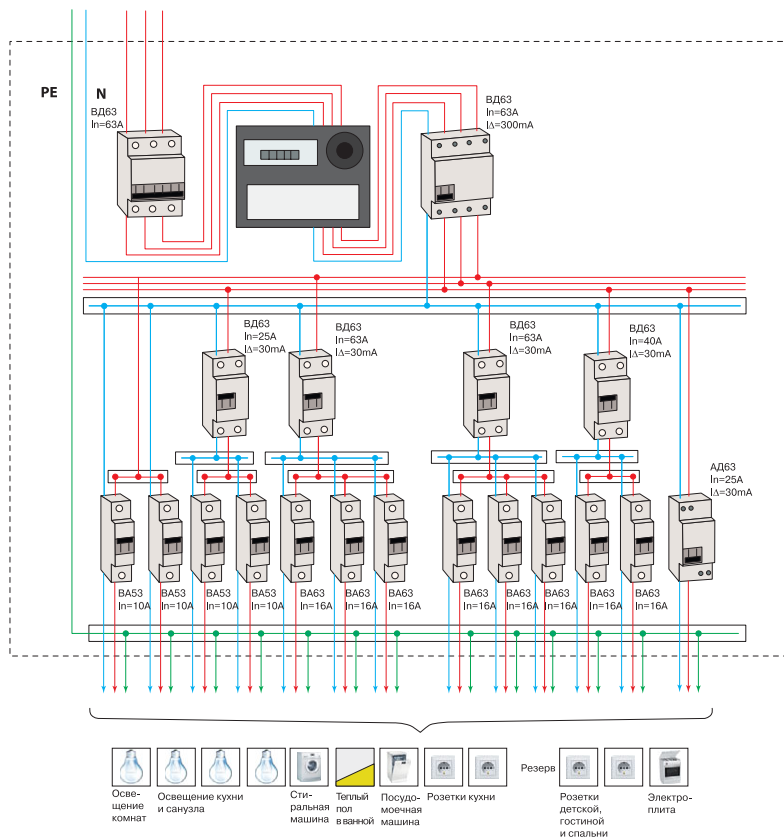 PE
N
ВД63
In=63A
ВД63
In=63A
IΔ=300mA
ВД63
In=25A
IΔ=30mA
ВД63
In=63A
IΔ=30mA
ВД63
In=63A
IΔ=30mA
ВД63
In=40A
IΔ=30mA
АД63
In=25A
IΔ=30mA
ВА53
In=10A
ВА53
In=10A
ВА53
In=10A
ВА53
In=10A
ВА63
In=16A
ВА63
In=16A
ВА63
In=16A
ВА63
In=16A
ВА63
In=16A
ВА63
In=16A
ВА63
In=16A
ВА63
In=16A
Осве-
щение
комнат
Освещение кухни
и санузла
Сти-
ральная
машина
Теплый
пол
в ванной
Посудо-
моечная
машина
Розетки кухни
Резерв
Розетки
детской,
гостиной
и спальни
Электро-
плита